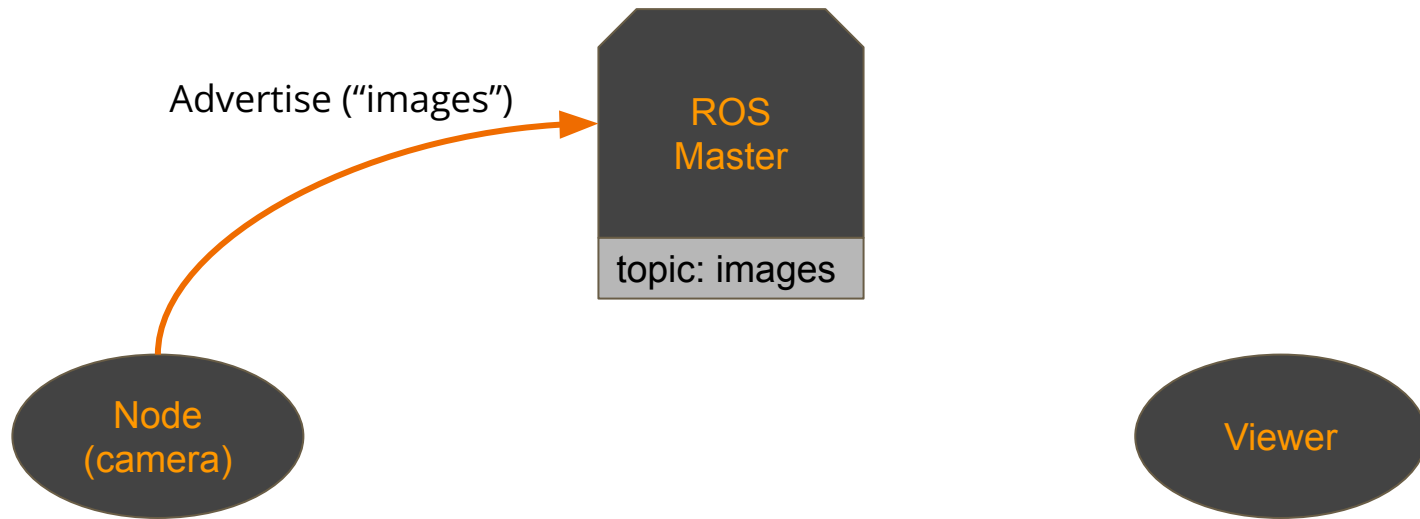 Advertise (“images”)
ROS
Master
topic: images
Node
(camera)
Viewer